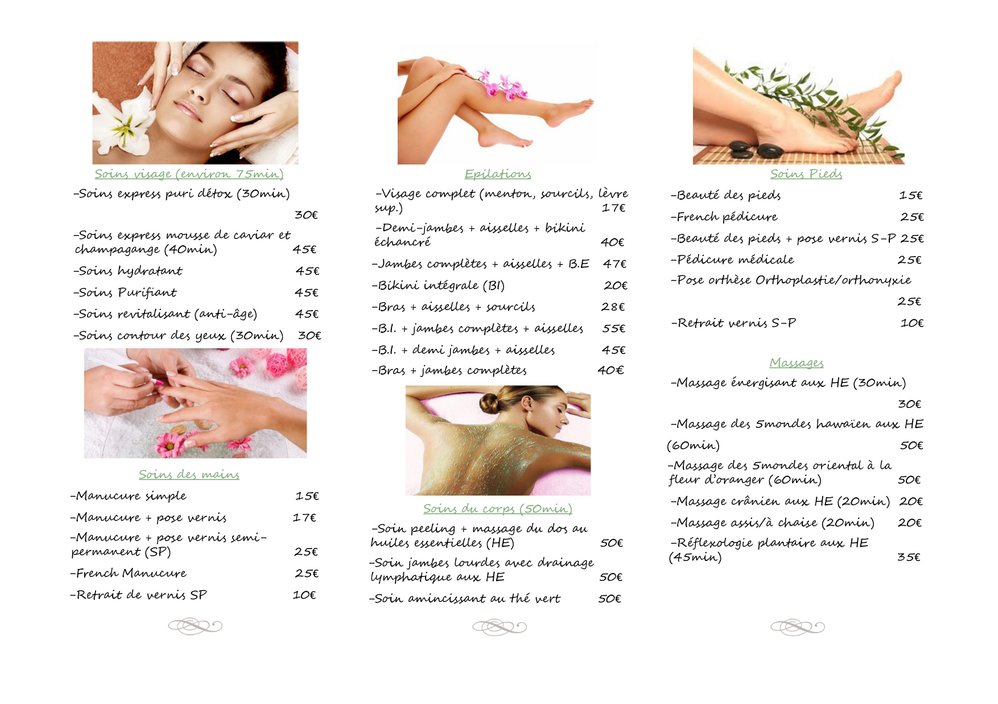 Soins visage (environ 75min)
-Soins express puri détox (30min)
30€
-Soins express mousse de caviar et
champagange (40min) 45€
-Soins hydratant 45€
-Soins Purifiant 45€
-Soins revitalisant (anti-âge) 45€
-Soins contour des yeux (30min) 30€
Soins des mains
-Manucure simple 15€
-Manucure + pose vernis 17€
-Manucure + pose vernis semi-
permanent (SP) 25€
-French Manucure 25€
-Retrait de vernis SP 10€
Epilations
-Visage complet (menton, sourcils, lèvre
sup.) 17€
-Demi-jambes + aisselles + bikini
échancré 40€
-Jambes complètes + aisselles + B.E 47€
-Bikini intégrale (BI) 20€
-Bras + aisselles + sourcils 28€
-B.I. + jambes complètes + aisselles 55€
-B.I. + demi jambes + aisselles 45€
-Bras + jambes complètes 40€
Soins du corps (50min)
-Soin peeling + massage du dos au
huiles essentielles (HE) 50€
-Soin jambes lourdes avec drainage
lymphatique aux HE 50€
-Soin amincissant au thé vert 50€
Soins Pieds
-Beauté des pieds 15€
-French pédicure 25€
-Beauté des pieds + pose vernis S-P 25€
-Pédicure médicale 25€
-Pose orthèse Orthoplastie/orthonyxie
25€
-Retrait vernis S-P 10€
Massages
-Massage énergisant aux HE (30min)
30€
-Massage des 5mondes hawaïen aux HE
(60min) 50€
-Massage des 5mondes oriental à la
fleur d'oranger (60min) 50€
-Massage crânien aux HE (20min) 20€
-Massage assis/à chaise (20min) 20€
-Réflexologie plantaire aux HE
(45min) 35€